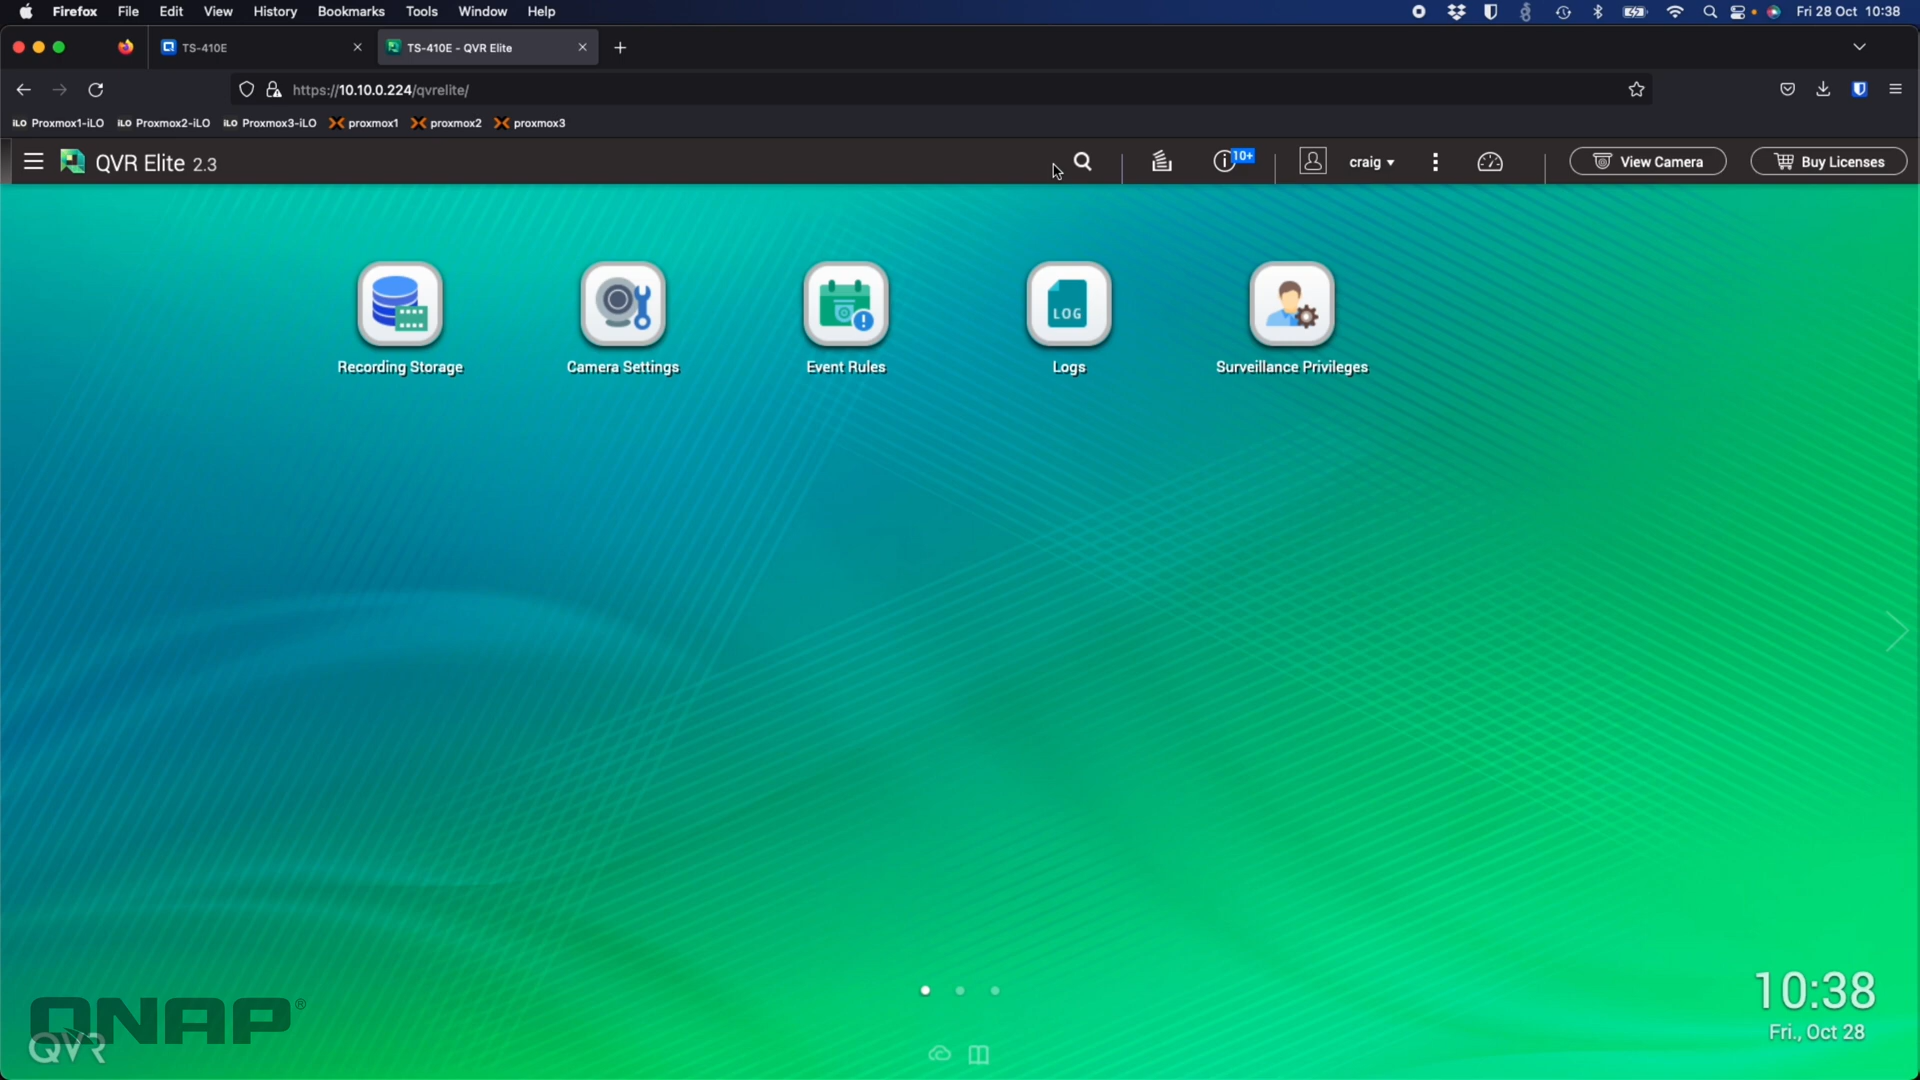 Firefox File Edit View History Bookmarks Tools Window Help Fri 28 Oct 10:38
TS-410E TS-410E - QVR Elite
https://10.10.0.224/qvrelite/
iLO Proxmox1-iLO iLO Proxmox2-iLO iLO Proxmox3-iLO proxmox1 proxmox2 proxmox3
QVR Elite 2.3 10+ craig View Camera Buy Licenses
LOG
Recording Storage Camera Settings Event Rules Logs Surveillance Privileges
10:38
Fri., Oct 28
QNAP®
QVR